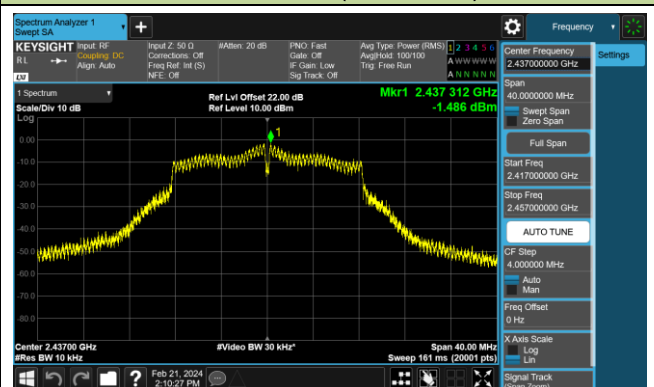 Spectrum Analyzer 1
Swept SA
Frequency
KEYSIGHT
Input: RF
Input Z: 50 Ω
#Atten: 20 dB
PNO: Fast
Avg Type: Power (RMS)
1 2 3 4 5 6
RL
Coupling: DC
Corrections: Off
Gate: Off
Avg|Hold: 100/100
A WWWWW
Align: Auto
Freq Ref: Int (S)
IF Gain: Low
Trig: Free Run
NFE: Off
Sig Track: Off
A N N N N N
LXI
Center Frequency
2.437000000 GHz
Settings
Span
40.0000000 MHz
Swept Span
Zero Span
Full Span
Start Freq
2.417000000 GHz
Stop Freq
2.457000000 GHz
AUTO TUNE
CF Step
4.000000 MHz
Auto
Man
Freq Offset
0 Hz
X Axis Scale
Log
Lin
Signal Track
(Span Zoom)
1 Spectrum
Ref Lvl Offset 22.00 dB
Mkr1 2.437 312 GHz
Scale/Div 10 dB
Ref Level 10.00 dBm
-1.486 dBm
Log
1
0.00
-10.0
-20.0
-30.0
-40.0
-50.0
-60.0
-70.0
-80.0
Center 2.43700 GHz
#Video BW 30 kHz*
Span 40.00 MHz
#Res BW 10 kHz
Sweep 161 ms (20001 pts)
Feb 21, 2024
2:10:27 PM